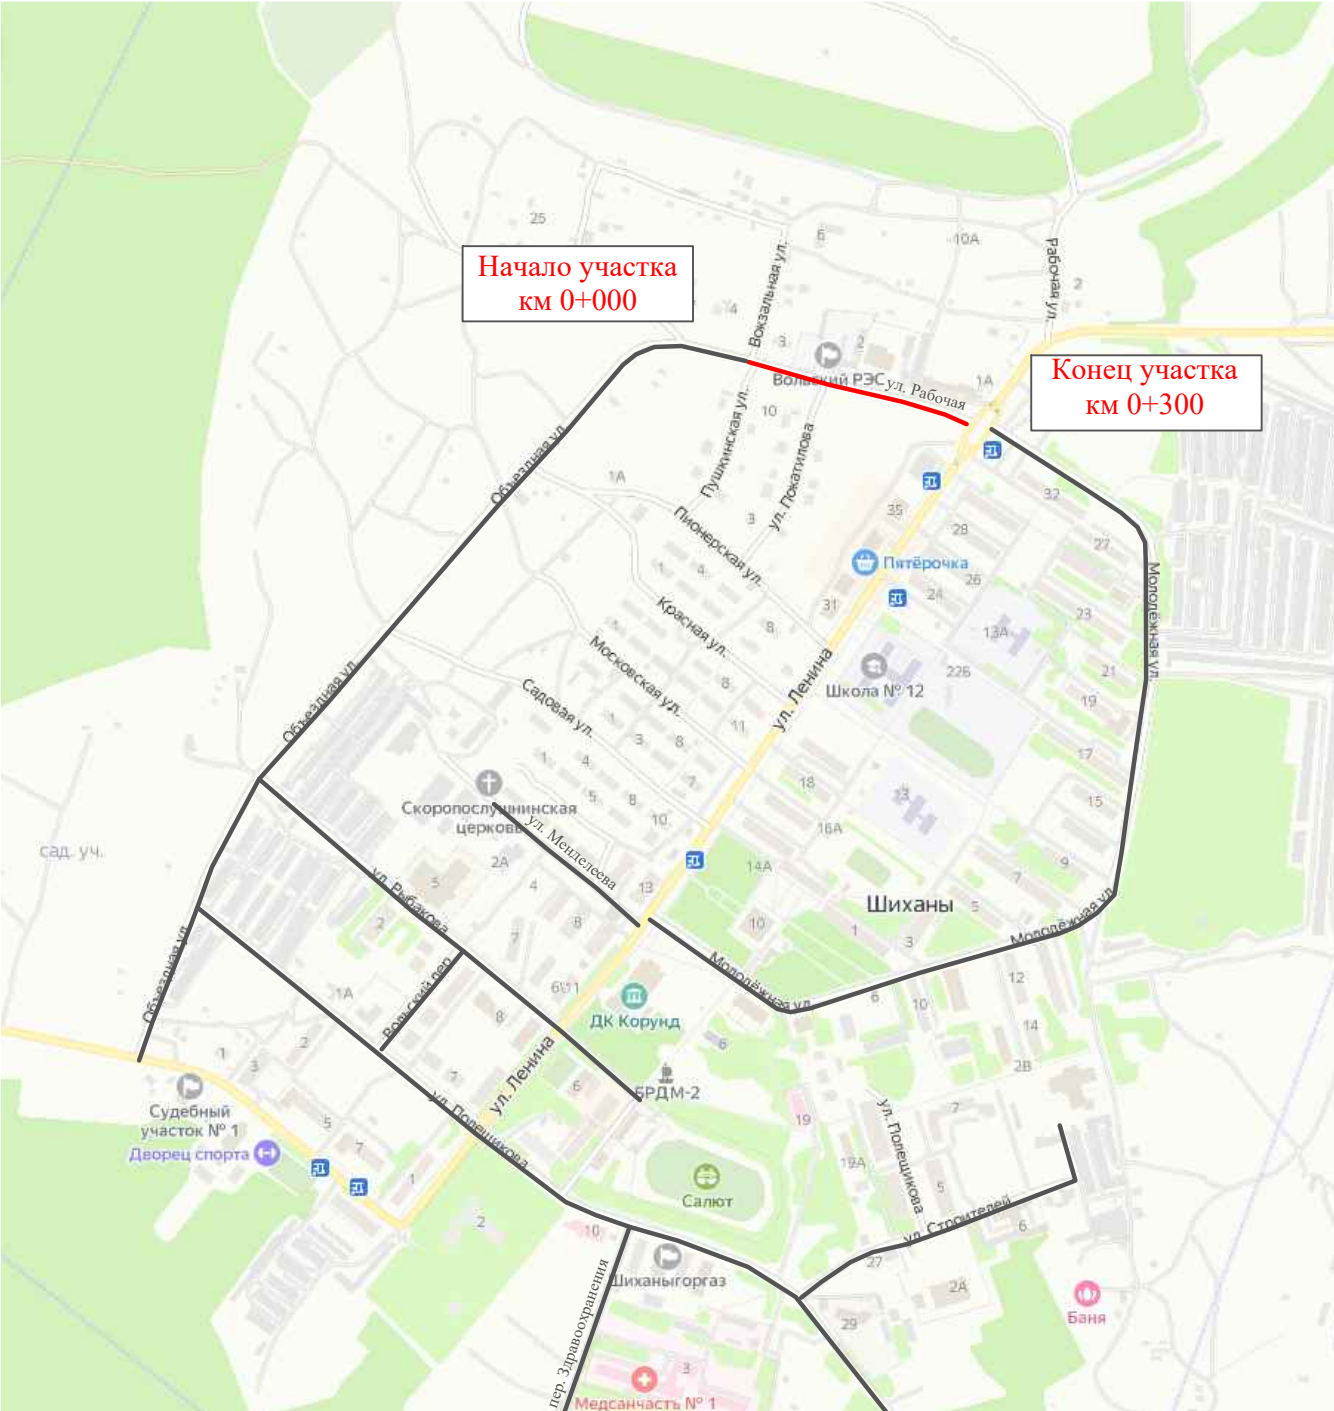 25
6
10А
Рабочая ул.
2
Начало участка
км 0+000
4
Вокзальная ул.
3
2
Вольский РЭС
ул. Рабочая
1А
Конец участка
км 0+300
Пушкинская ул.
10
ул. Покатилова
3
Объездная ул.
1А
Пионерская ул.
35
32
28
27
Пятёрочка
26
24
1
4
31
Красная ул.
8
23
13А
Молодёжная ул.
Московская ул.
Школа № 12
22Б
21
ул. Ленина
8
19
Садовая ул.
Объездная ул.
1
3
8
11
17
1
4
7
18
13
15
5
8
10
16А
Скоропослушнинская
церковь
ул. Менделеева
сад. уч.
2А
4
13
14А
9
7
5
ул. Рыбакова
2
8
7
10
Шиханы
5
1
3
Молодёжная ул.
Молодёжная ул.
Объездная ул.
1А
Вольский пер.
6\11
ДК Корунд
6
10
12
14
8
2
1
3
7
ул. Ленина
6
БРДМ-2
6
2В
Судебный
участок № 1
Дворец спорта
5
7
1
ул. Полещикова
19
19А
7
ул. Полещикова
5
Салют
2
10
ул. Строителей
6
27
Шиханыгоргаз
2А
29
Баня
пер. Здравоохранения
3
Медсанчасть № 1